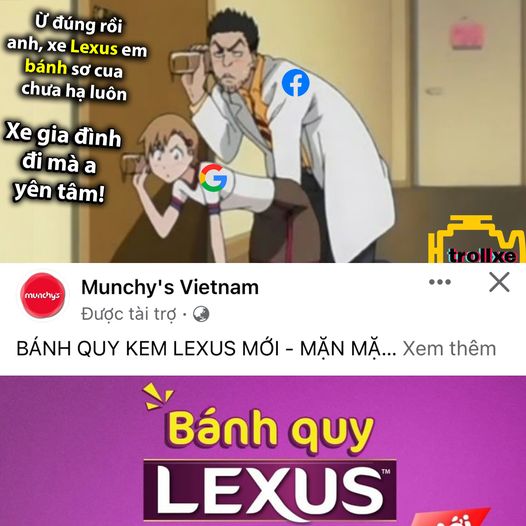 Ừ đúng rồi
anh, xe Lexus em
bánh sơ cua
chưa hạ luôn
Xe gia đình
đi mà a
yên tâm!
trollxe
munchy's
Munchy's Vietnam
Được tài trợ ·
BÁNH QUY KEM LEXUS MỚI - MẶN MẶ... Xem thêm
Bánh quy
LEXUS™